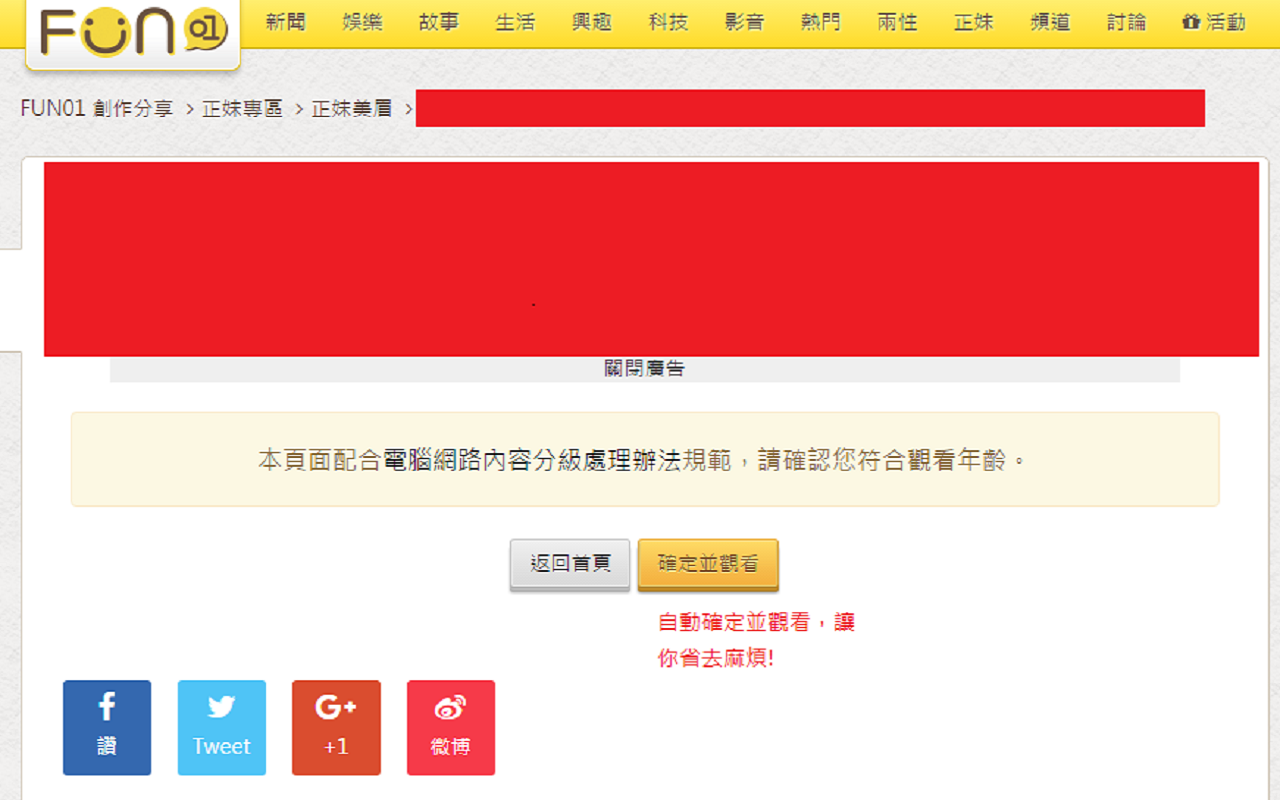 FUN01 新聞 娛樂 故事 生活 興趣 科技 影音 熱門 兩性 正妹 頻道 討論 活動
FUN01 創作分享 > 正妹專區 > 正妹美眉 >
關閉廣告
本頁面配合電腦網路內容分級處理辦法規範，請確認您符合觀看年齡。
返回首頁 確定並觀看
自動確定並觀看，讓
你省去麻煩!
f G+
讚 Tweet +1 微博